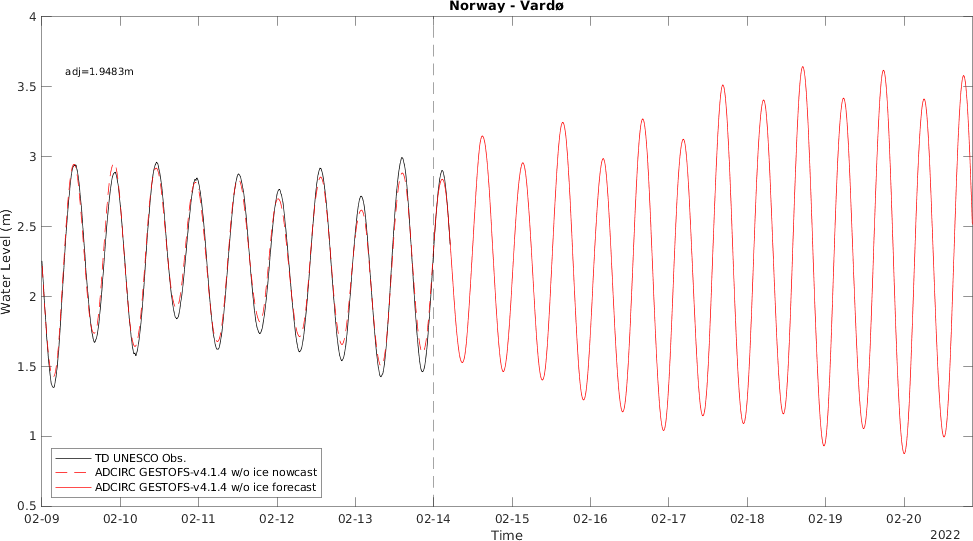 Norway - Vardø
adj=1.9483m
4
3.5
3
2.5
2
1.5
1
0.5
Water Level (m)
TD UNESCO Obs.
ADCIRC GESTOFS-v4.1.4 w/o ice nowcast
ADCIRC GESTOFS-v4.1.4 w/o ice forecast
02-09 02-10 02-11 02-12 02-13 02-14 02-15 02-16 02-17 02-18 02-19 02-20
Time
2022